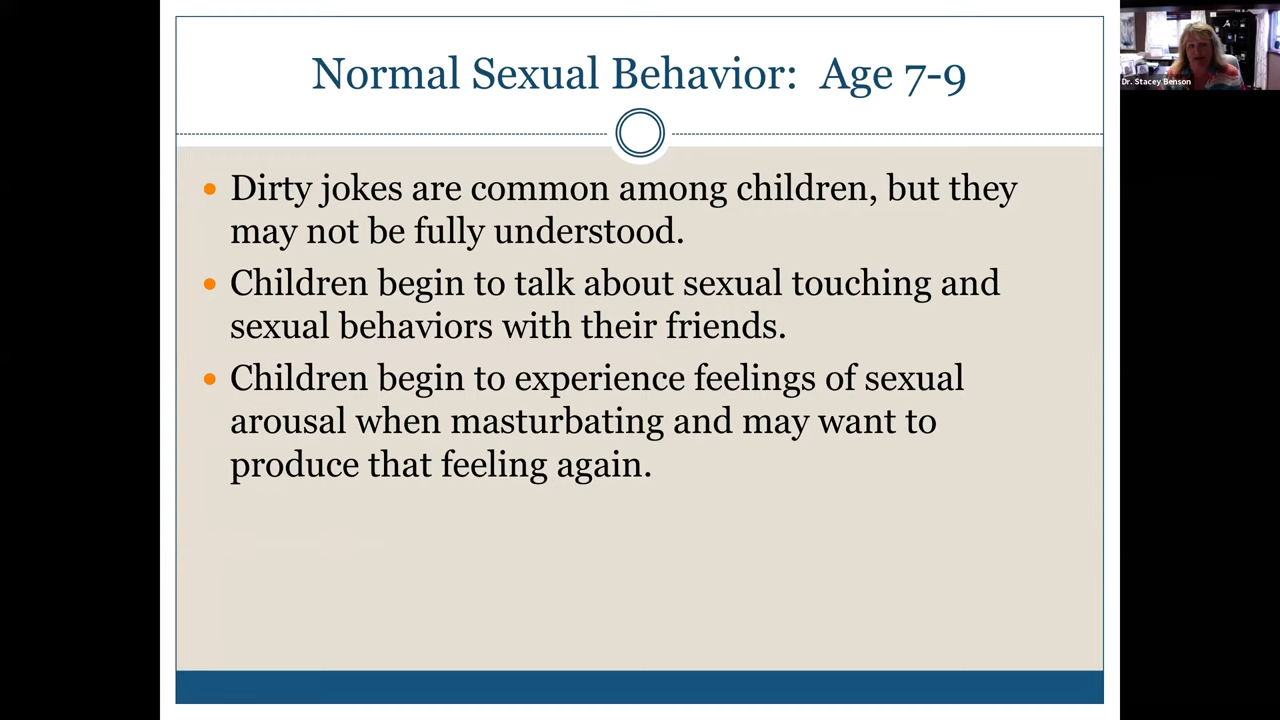 Normal Sexual Behavior: Age 7-9
Dr. Stacey Benson
• Dirty jokes are common among children, but they
may not be fully understood.
• Children begin to talk about sexual touching and
sexual behaviors with their friends.
• Children begin to experience feelings of sexual
arousal when masturbating and may want to
produce that feeling again.